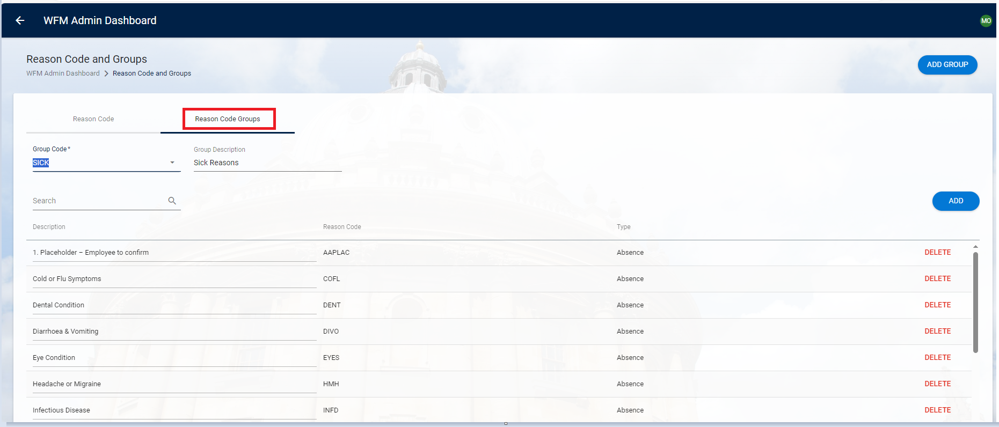 WFM Admin Dashboard
MO
Reason Code and Groups
WFM Admin Dashboard > Reason Code and Groups
ADD GROUP
Reason Code
Reason Code Groups
Group Code*
Group Description
SICK
Sick Reasons
Search
ADD
Description Reason Code Type
1. Placeholder – Employee to confirm AAPLAC Absence DELETE
Cold or Flu Symptoms COFL Absence DELETE
Dental Condition DENT Absence DELETE
Diarrhoea & Vomiting DIVO Absence DELETE
Eye Condition EYES Absence DELETE
Headache or Migraine HMH Absence DELETE
Infectious Disease INFD Absence DELETE